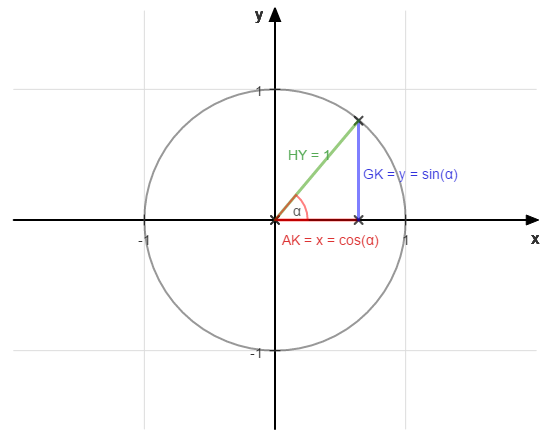 y
1
HY = 1
GK = y = sin(α)
α
-1
1
x
AK = x = cos(α)
-1